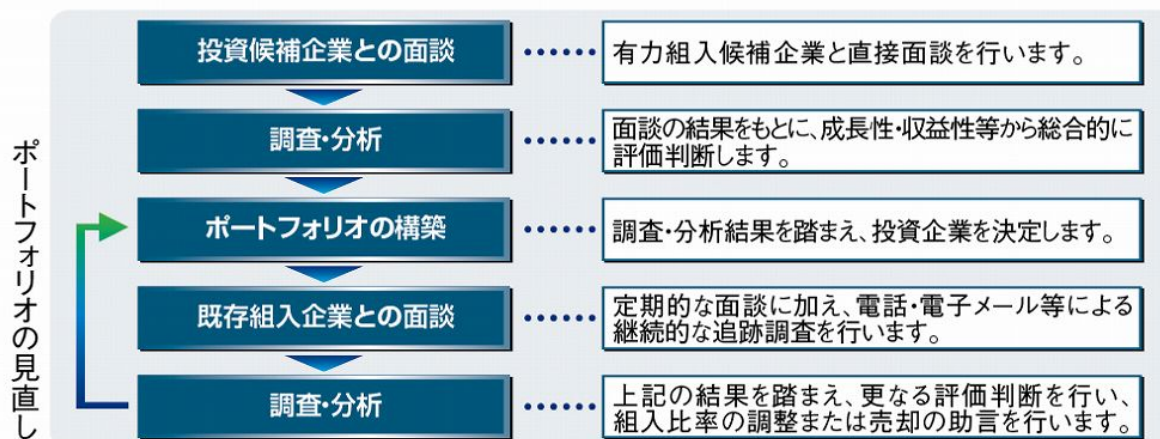 投資候補企業との面談
有力組入候補企業と直接面談を行います。
調査・分析
面談の結果をもとに、成長性・収益性等から総合的に
評価判断します。
ポートフォリオの構築
調査・分析結果を踏まえ、投資企業を決定します。
既存組入企業との面談
定期的な面談に加え、電話・電子メール等による
継続的な追跡調査を行います。
調査・分析
上記の結果を踏まえ、更なる評価判断を行い、
組入比率の調整または売却の助言を行います。
ポートフォリオの見直し